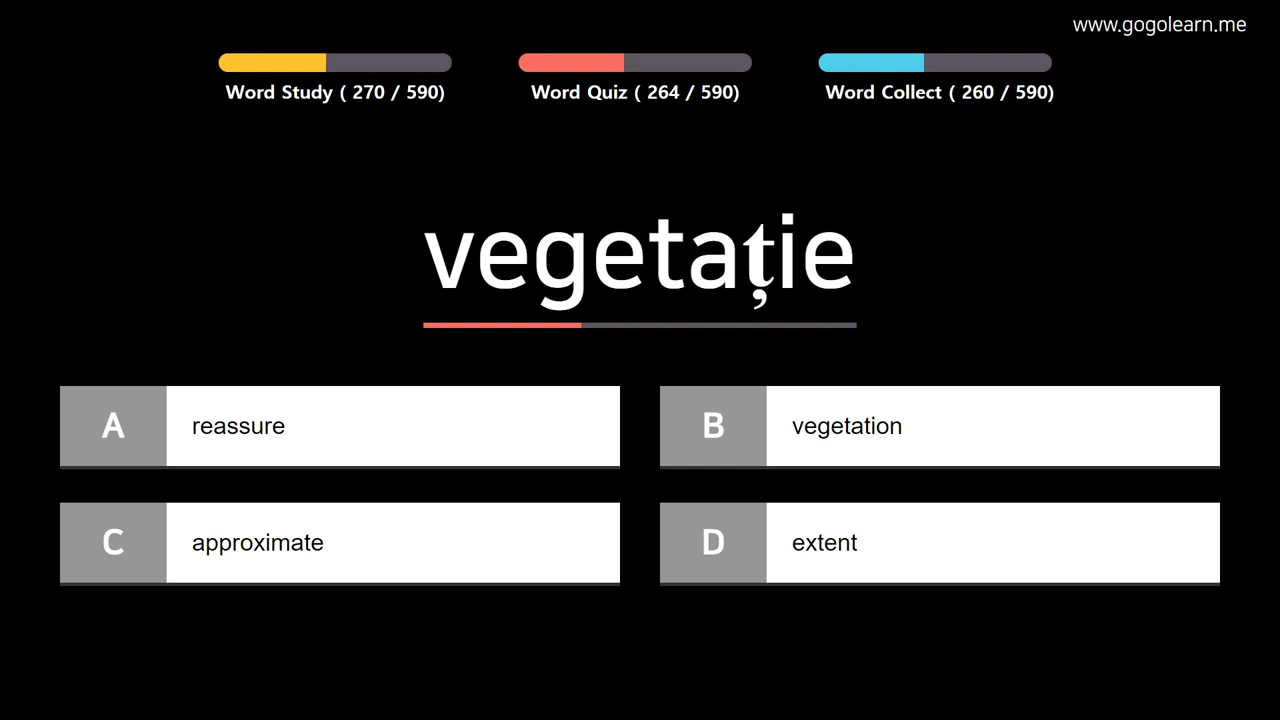 www.gogolearn.me
Word Study ( 270 / 590)
Word Quiz ( 264 / 590)
Word Collect ( 260 / 590)
vegetație
A reassure
B vegetation
C approximate
D extent